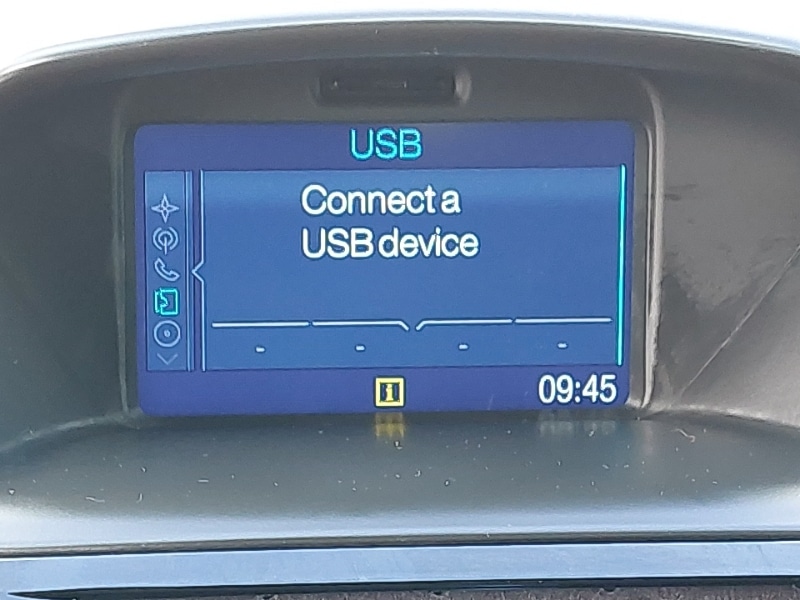 USB
Connect a
USB device
- - - -
i
09:45